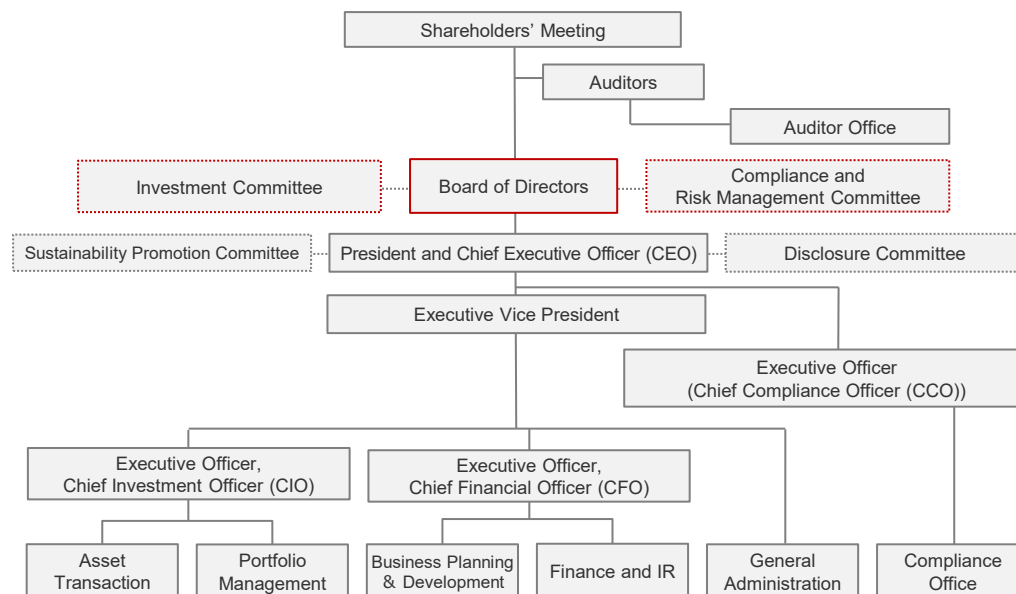 Shareholders' Meeting
Auditors
Auditor Office
Investment Committee
Board of Directors
Compliance and
Risk Management Committee
Sustainability Promotion Committee
President and Chief Executive Officer (CEO)
Disclosure Committee
Executive Vice President
Executive Officer
(Chief Compliance Officer (CCO))
Executive Officer,
Chief Investment Officer (CIO)
Executive Officer,
Chief Financial Officer (CFO)
Asset
Transaction
Portfolio
Management
Business Planning
& Development
Finance and IR
General
Administration
Compliance
Office